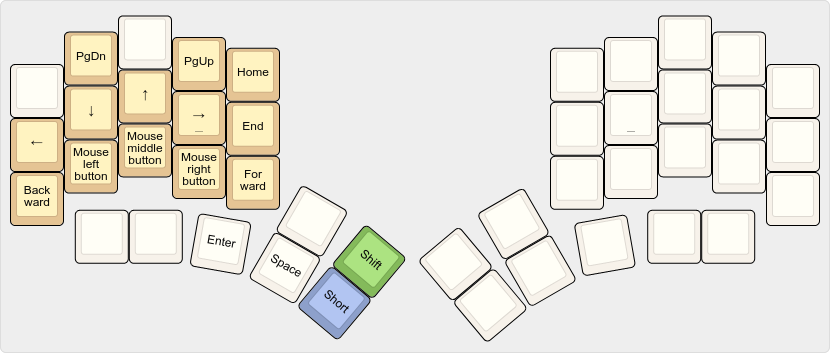 PgDn
PgUp
Home
↓
↑
→
_
End
_
←
Mouse
left
button
Mouse
middle
button
Mouse
right
button
For
ward
Back
ward
Enter
Space
Shift
Short